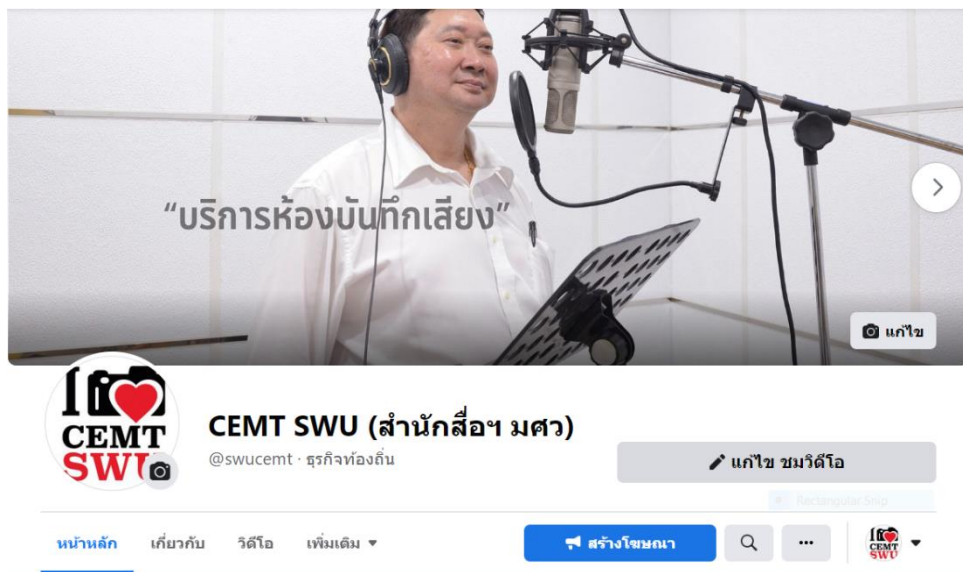 “บริการห้องบันทึกเสียง”
แก้ไข
I
CEMT
SWU
CEMT SWU (สำนักสื่อฯ มศว)
@swucemt · ธุรกิจท้องถิ่น
แก้ไข ชมวิดีโอ
Rectangular Snip
หน้าหลัก เกี่ยวกับ วิดีโอ เพิ่มเติม ▼
สร้างโฆษณา
I
CEMT
SWU